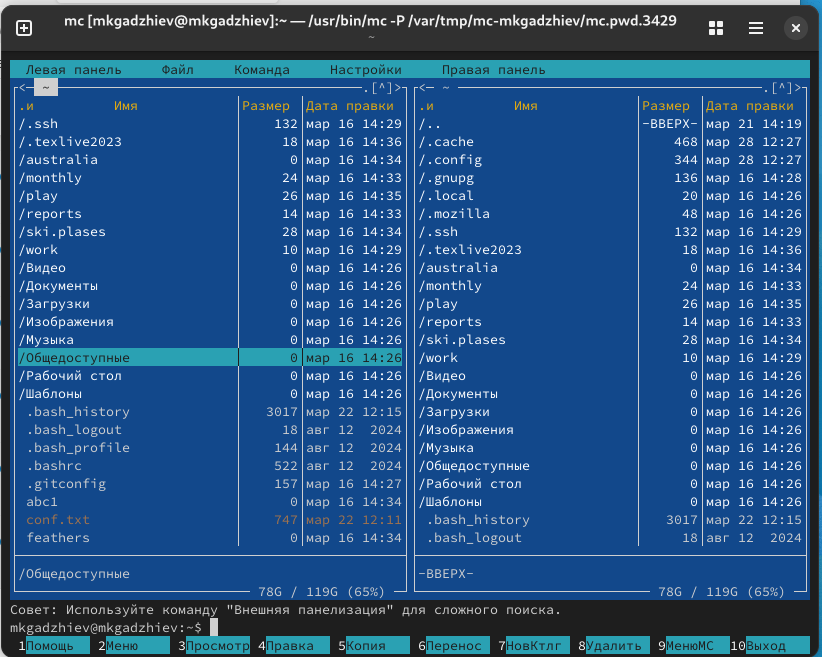 mc [mkgadzhiev@mkgadzhiev]:~ — /usr/bin/mc -P /var/tmp/mc-mkgadzhiev/mc.pwd.3429
~
Левая панель Файл Команда Настройки Правая панель
<— ~ .[^]> <— ~ .[^]>
.и Имя Размер Дата правки .и Имя Размер Дата правки
/.ssh 132 мар 16 14:29 /.. -ВВЕРХ- мар 21 14:19
/.texlive2023 18 мар 16 14:36 /.cache 468 мар 28 12:27
/australia 0 мар 16 14:34 /.config 344 мар 28 12:27
/monthly 24 мар 16 14:33 /.gnupg 136 мар 16 14:28
/play 26 мар 16 14:35 /.local 20 мар 16 14:26
/reports 14 мар 16 14:33 /.mozilla 48 мар 16 14:26
/ski.plases 28 мар 16 14:34 /.ssh 132 мар 16 14:29
/work 10 мар 16 14:29 /.texlive2023 18 мар 16 14:36
/Видео 0 мар 16 14:26 /australia 0 мар 16 14:34
/Документы 0 мар 16 14:26 /monthly 24 мар 16 14:33
/Загрузки 0 мар 16 14:26 /play 26 мар 16 14:35
/Изображения 0 мар 16 14:26 /reports 14 мар 16 14:33
/Музыка 0 мар 16 14:26 /ski.plases 28 мар 16 14:34
/Общедоступные 0 мар 16 14:26 /work 10 мар 16 14:29
/Рабочий стол 0 мар 16 14:26 /Видео 0 мар 16 14:26
/Шаблоны 0 мар 16 14:26 /Документы 0 мар 16 14:26
.bash_history 3017 мар 22 12:15 /Загрузки 0 мар 16 14:26
.bash_logout 18 авг 12 2024 /Изображения 0 мар 16 14:26
.bash_profile 144 авг 12 2024 /Музыка 0 мар 16 14:26
.bashrc 522 авг 12 2024 /Общедоступные 0 мар 16 14:26
.gitconfig 157 мар 16 14:27 /Рабочий стол 0 мар 16 14:26
abc1 0 мар 16 14:34 /Шаблоны 0 мар 16 14:26
conf.txt 747 мар 22 12:11 .bash_history 3017 мар 22 12:15
feathers 0 мар 16 14:34 .bash_logout 18 авг 12 2024
/Общедоступные -ВВЕРХ-
78G / 119G (65%) 78G / 119G (65%)
Совет: Используйте команду "Внешняя панелизация" для сложного поиска.
mkgadzhiev@mkgadzhiev:~$
1Помощь 2Меню 3Просмотр 4Правка 5Копия 6Перенос 7НовКтлг 8Удалить 9МенюMC 10Выход